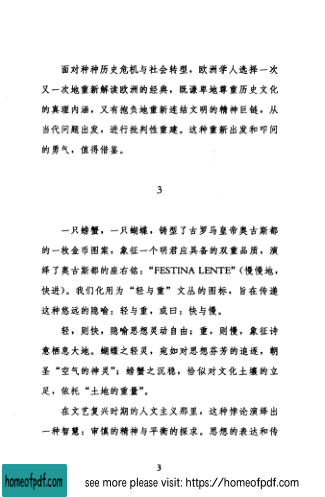 面对种种历史危机与社会转型，欧洲学人选择一次
又一次地重新解读欧洲的经典，既谦卑地尊重历史文化
的真理内涵，又有抱负地重新连结文明的精神巨链，从
当代问题出发，进行批判性重建。这种重新出发和叩问
的勇气，值得借鉴。
3
一只螃蟹，一只蝴蝶，铸型了古罗马皇帝奥古斯都
的一枚金币图案，象征一个明君应具备的双重品质，演
绎了奥古斯都的座右铭：“FESTINA LENTE”（慢慢地，
快进）。我们化用为“轻与重”文丛的图标，旨在传递
这种悠远的隐喻：轻与重，或曰：快与慢。
轻，则快，隐喻思想灵动自由；重，则慢，象征诗
意栖息大地。蝴蝶之轻灵，宛如对思想芬芳的追逐，朝
圣“空气的神灵”；螃蟹之沉稳，恰似对文化土壤的立
足，依托“土地的重量”。
在文艺复兴时期的人文主义那里，这种悖论演绎出
一种智慧：审慎的精神与平衡的探求。思想的表达和传
3
homeofpdf.com
see more please visit: https://homeofpdf.com